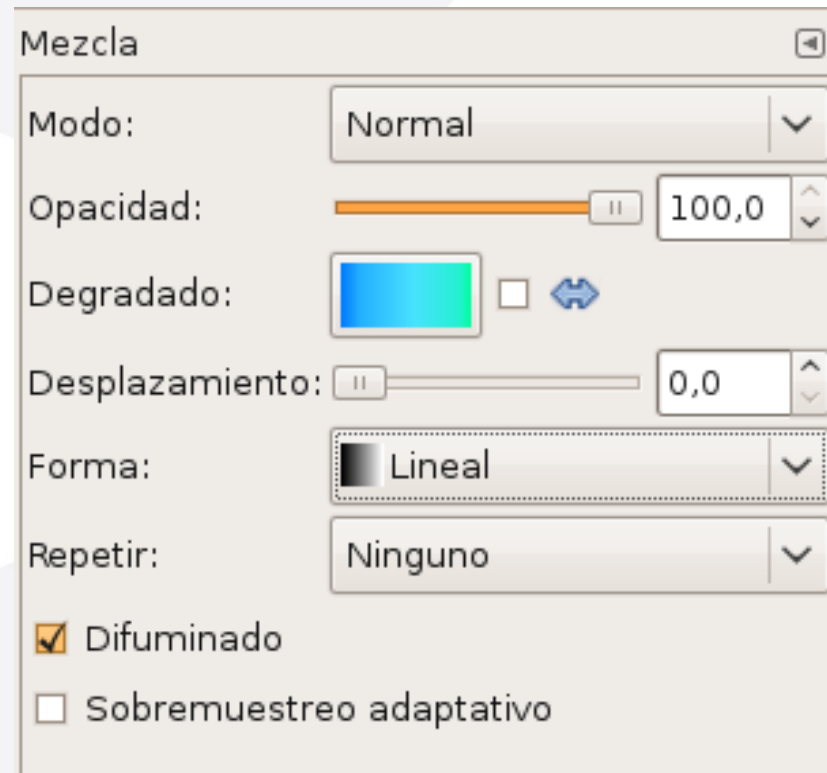 Mezcla
Modo: Normal
Opacidad: 100,0
Degradado:
Desplazamiento: 0,0
Forma: Lineal
Repetir: Ninguno
Difuminado
Sobremuestreo adaptativo